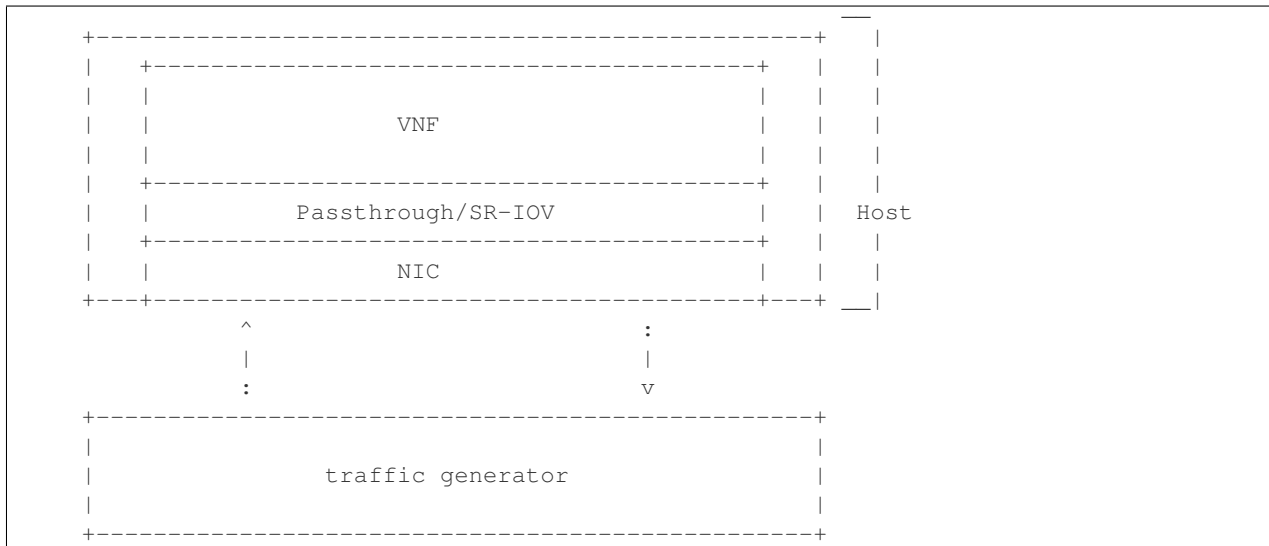 VNF
Passthrough/SR-IOV
Host
NIC
traffic generator